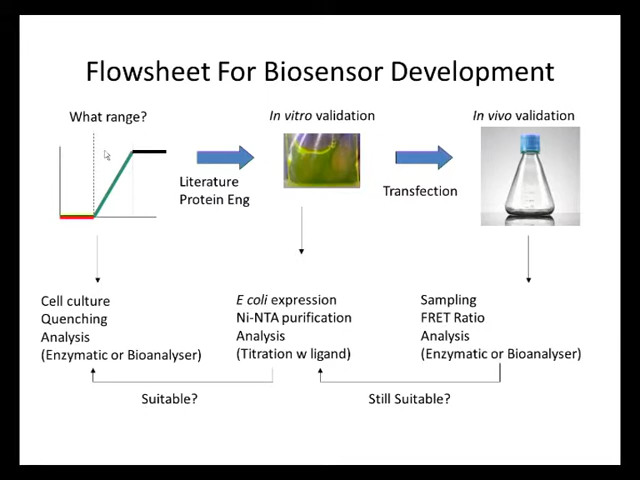 Flowsheet For Biosensor Development
What range?
In vitro validation
In vivo validation
Literature
Protein Eng
Transfection
Cell culture
Quenching
Analysis
(Enzymatic or Bioanalyser)
E coli expression
Ni-NTA purification
Analysis
(Titration w ligand)
Sampling
FRET Ratio
Analysis
(Enzymatic or Bioanalyser)
Suitable?
Still Suitable?